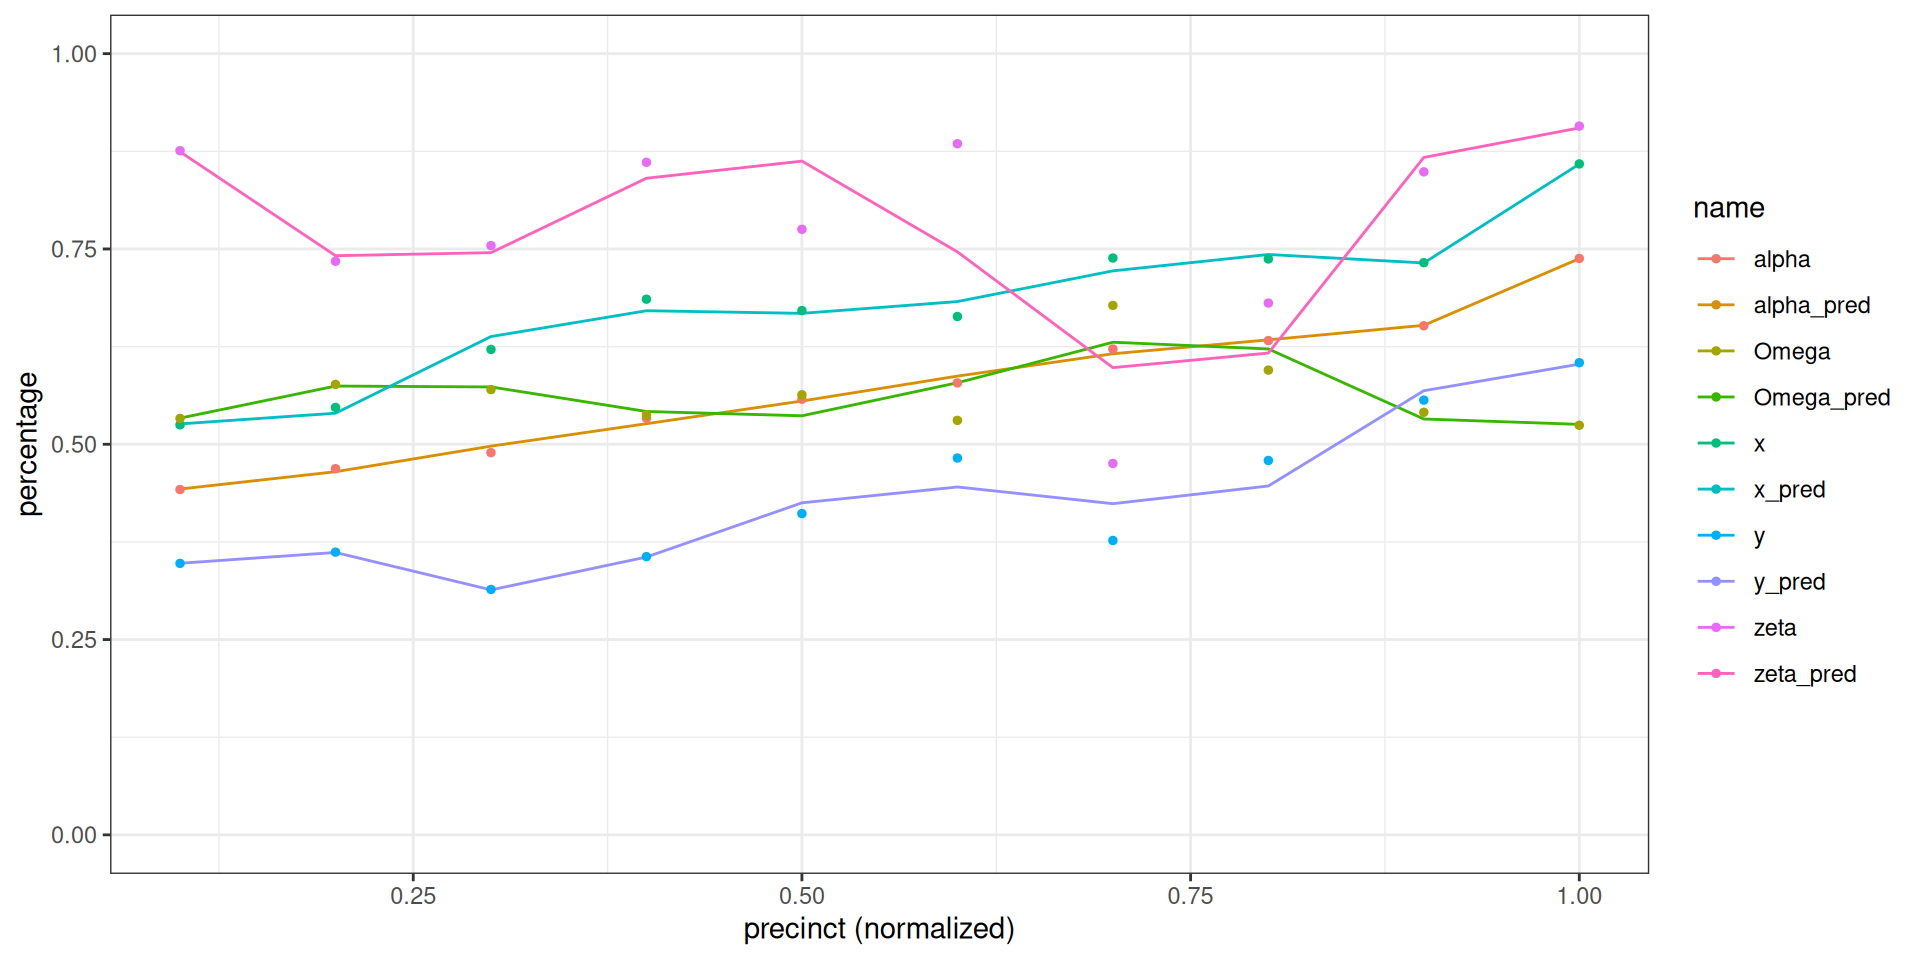 1.00
0.75
0.50
0.25
0.00
percentage
0.25 0.50 0.75 1.00
precinct (normalized)
name
alpha
alpha_pred
Omega
Omega_pred
x
x_pred
y
y_pred
zeta
zeta_pred